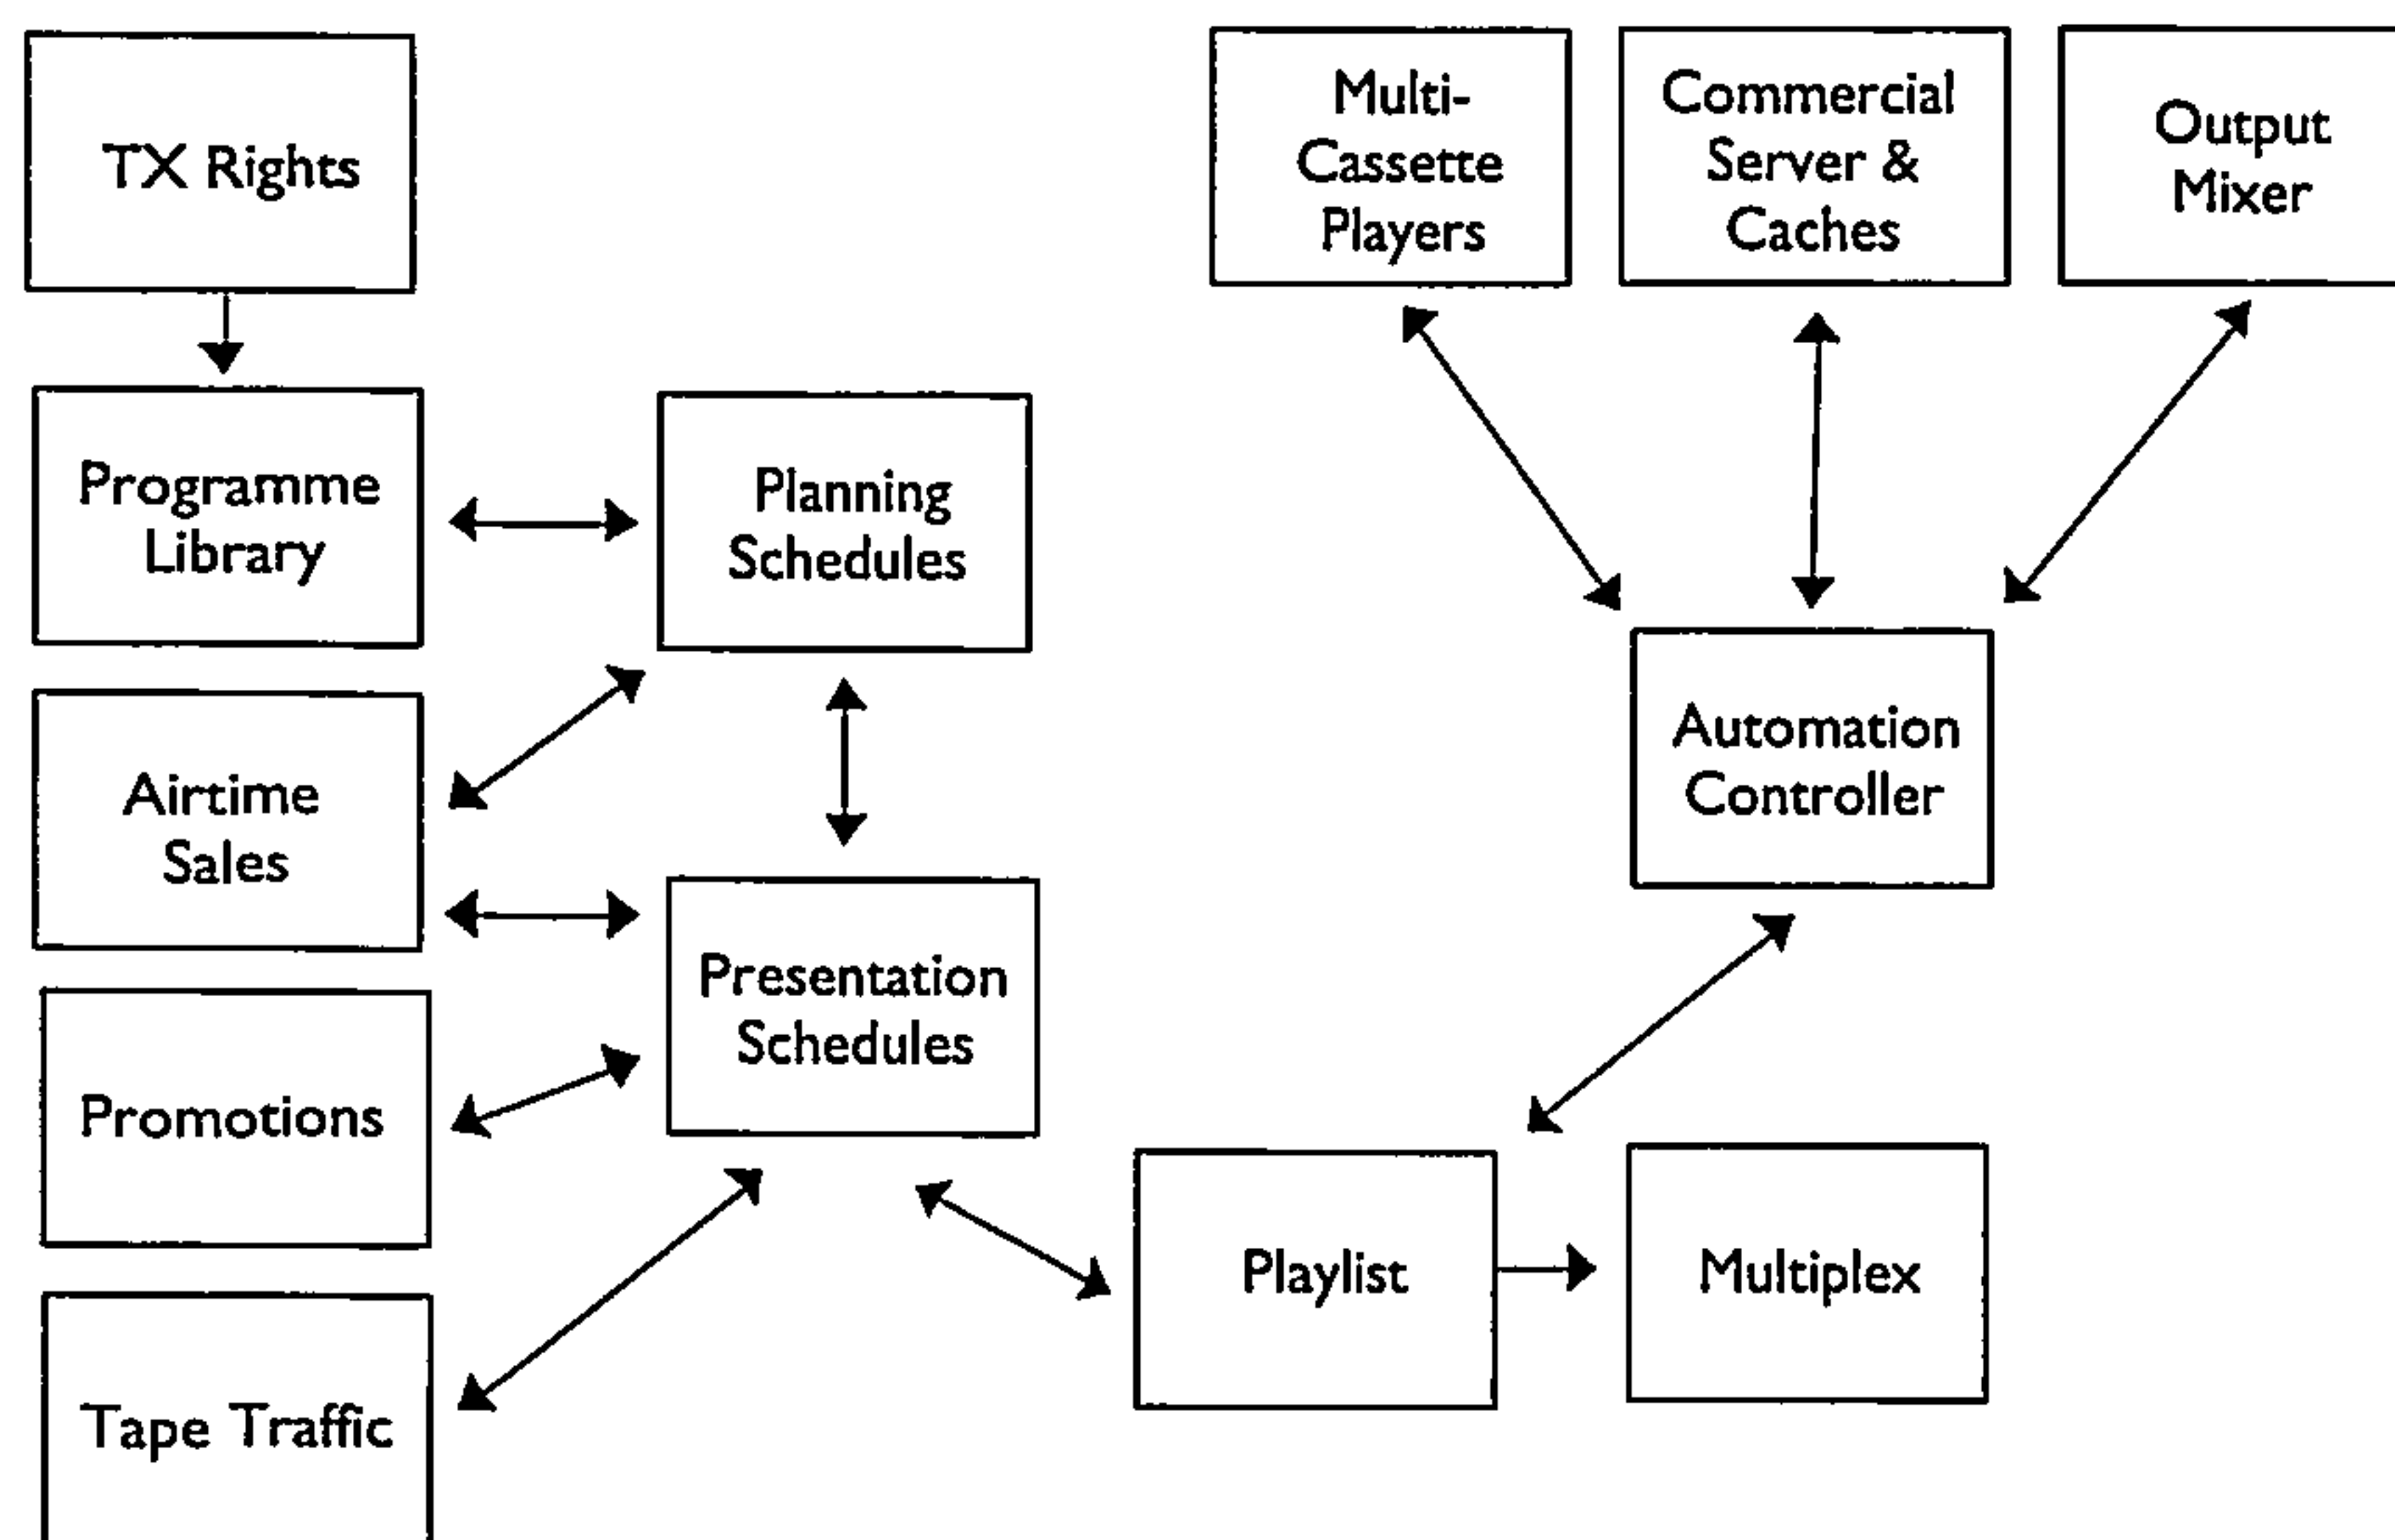 TX Rights
Multi-
Cassette
Players
Commercial
Server &
Caches
Output
Mixer
Programme
Library
Planning
Schedules
Automation
Controller
Airtime
Sales
Presentation
Schedules
Promotions
Playlist
Multiplex
Tape Traffic